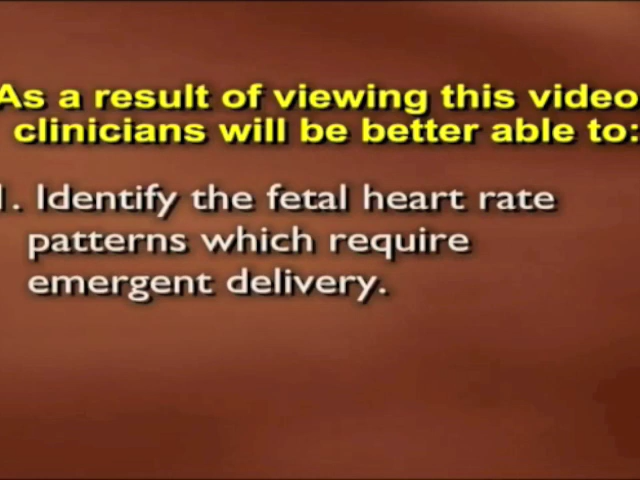 As a result of viewing this video
clinicians will be better able to:
1. Identify the fetal heart rate
patterns which require
emergent delivery.